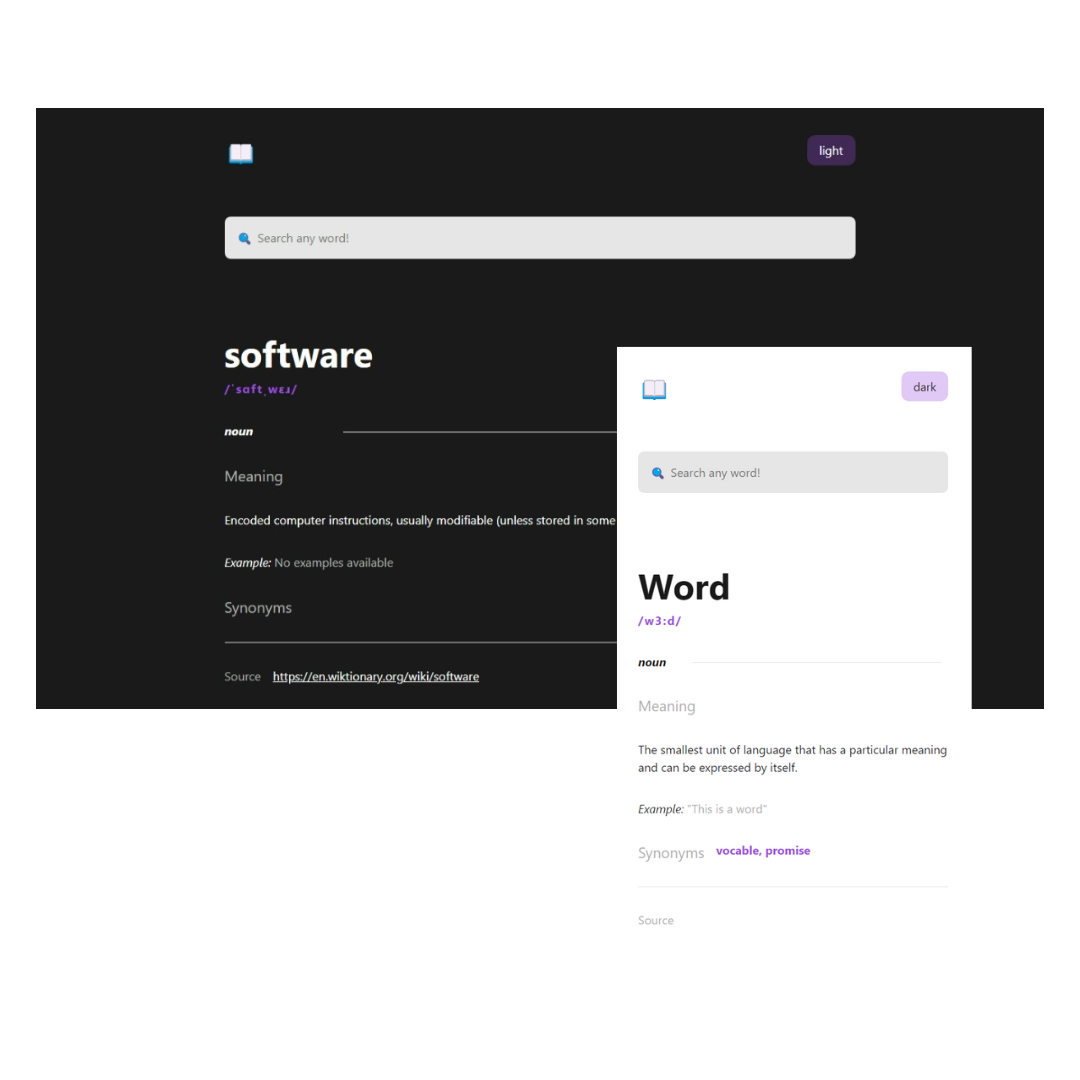 light
Search any word!
software
/ˈsɑftˌwɛɹ/
noun
Meaning
Encoded computer instructions, usually modifiable (unless stored in some
Example: No examples available
Synonyms
Source https://en.wiktionary.org/wiki/software
dark
Search any word!
Word
/w3:d/
noun
Meaning
The smallest unit of language that has a particular meaning
and can be expressed by itself.
Example: "This is a word"
Synonyms vocable, promise
Source